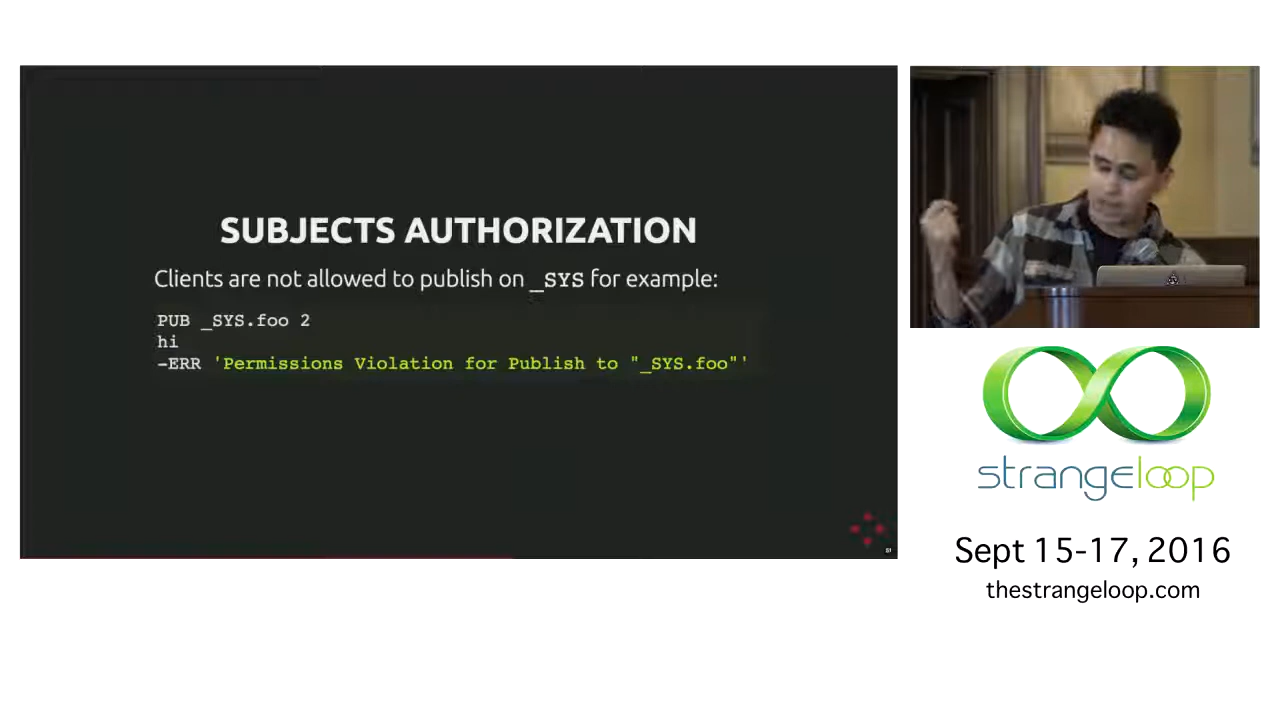 SUBJECTS AUTHORIZATION
Clients are not allowed to publish on _SYS for example:
PUB _SYS.foo 2
hi
-ERR 'Permissions Violation for Publish to "_SYS.foo"'
strangeloop
Sept 15-17, 2016
thestrangeloop.com